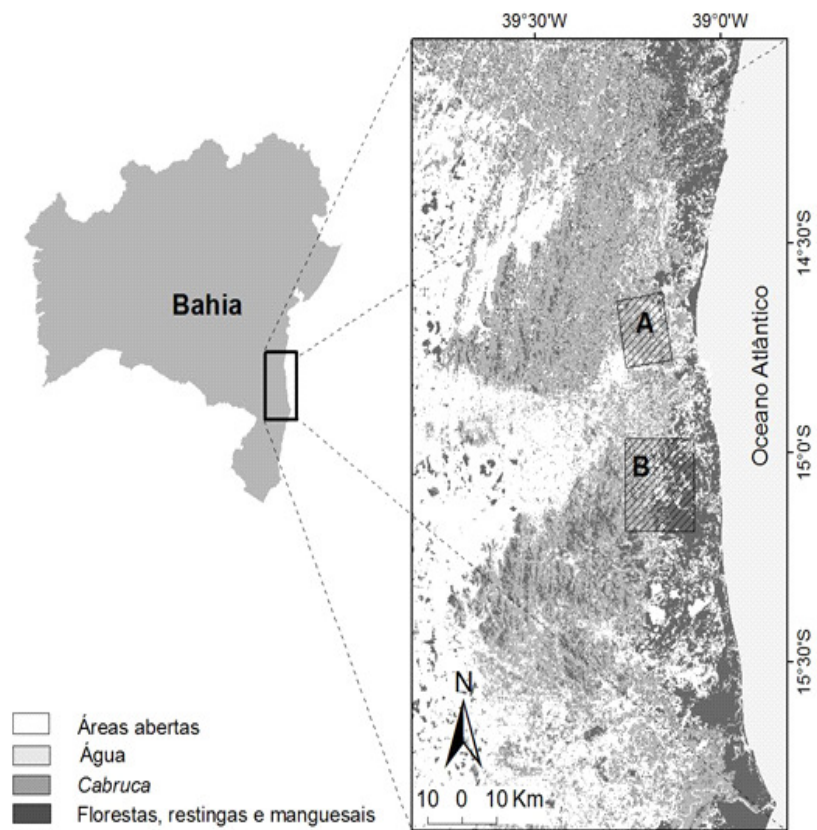 39°30'W 39°0'W
Bahia
14°30'S
A
Oceano Atlântico
15°0'S
B
15°30'S
N
10 0 10 Km
Áreas abertas
Água
Cabruca
Florestas, restingas e manguesais